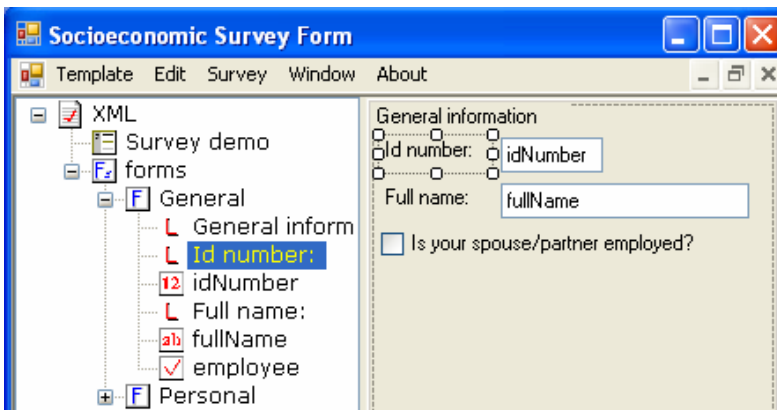 Socioeconomic Survey Form
Template Edit Survey Window About
XML
Survey demo
forms
General
General inform
Id number:
idNumber
Full name:
fullName
employee
Personal
General information
Id number: idNumber
Full name: fullName
Is your spouse/partner employed?